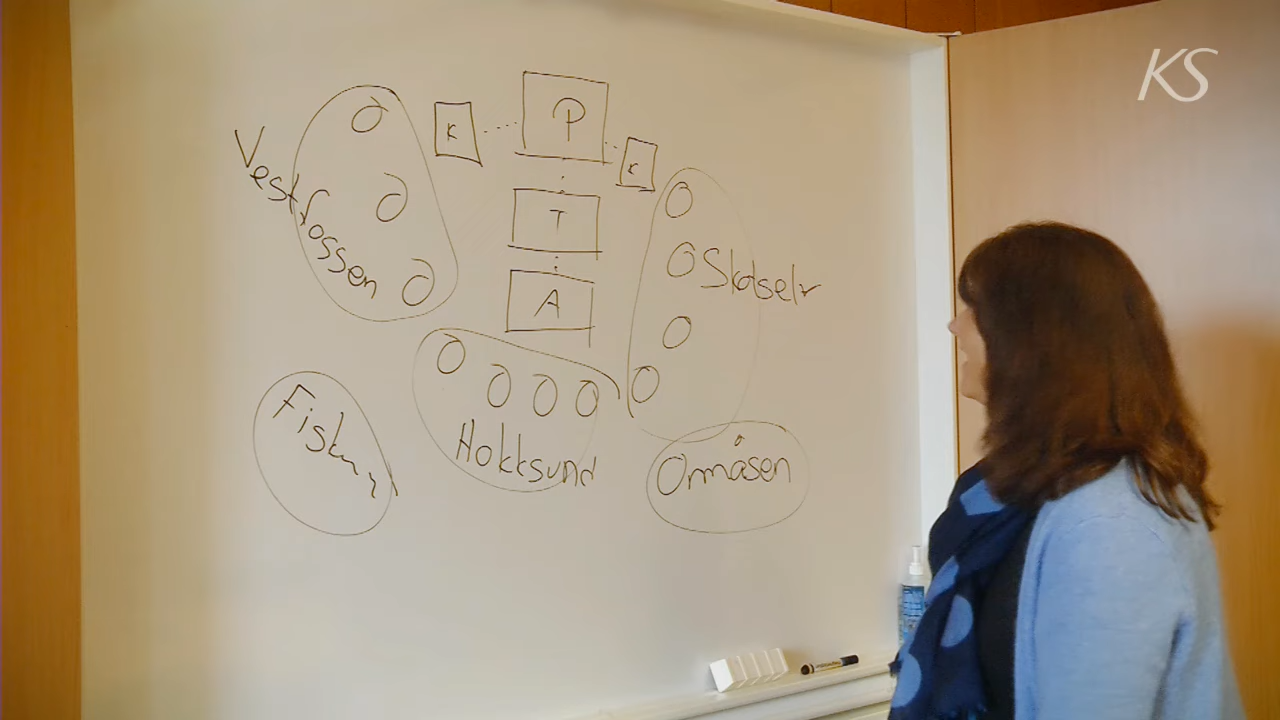 KS
P
K
K
T
A
Vestfossen
Skotselv
Hokksund
Fiskum
Ormåsen